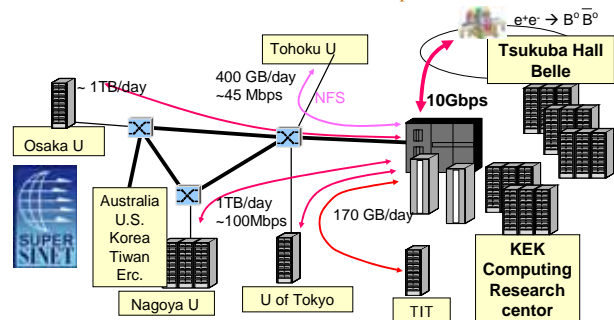 e⁺e⁻ → B⁰ B̅⁰
Tsukuba Hall
Belle
Tohoku U
400 GB/day
~45 Mbps
NFS
10Gbps
~ 1TB/day
Osaka U
Australia
U.S.
Korea
Tiwan
Erc.
1TB/day
~100Mbps
170 GB/day
SUPER
SINET
Nagoya U
U of Tokyo
TIT
KEK
Computing
Research
centor